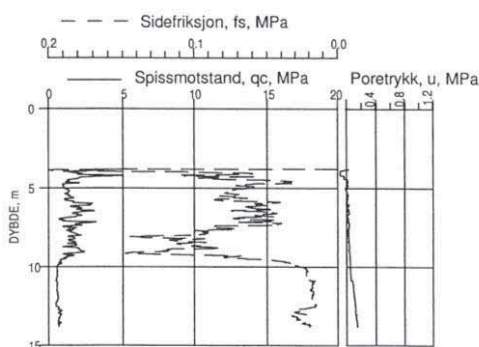 Sidefriksjon, fs, MPa
0,2 0,1 0,0
Spissmotstand, qc, MPa Poretrykk, u, MPa
0 5 10 15 20 0,4 0,8 1,2
0
5
10
15
DYBDE, m